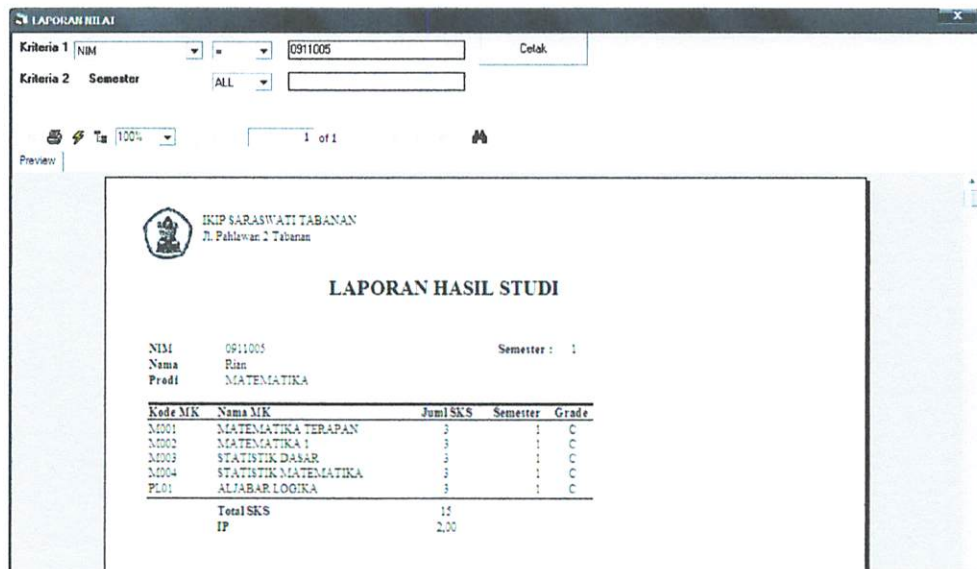 LAPORAN NILAI
Kriteria 1 NIM = 0911005 Cetak
Kriteria 2 Semester ALL
100% 1 of 1
Preview
IKIP SARASWATI TABANAN
Jl. Pahlawan 2 Tabanan
LAPORAN HASIL STUDI
NIM 0911005 Semester : 1
Nama
Prodi MATEMATIKA
Kode MK Nama MK Juml SKS Semester Grade
M001 MATEMATIKA TERAPAN 3 1 C
M002 MATEMATIKA 1 3 1 C
M003 STATISTIK DASAR 3 1 C
M004 STATISTIK MATEMATIKA 3 1 C
PL01 ALJABAR LOGIKA 3 1 C
Total SKS 15
IP 2,00